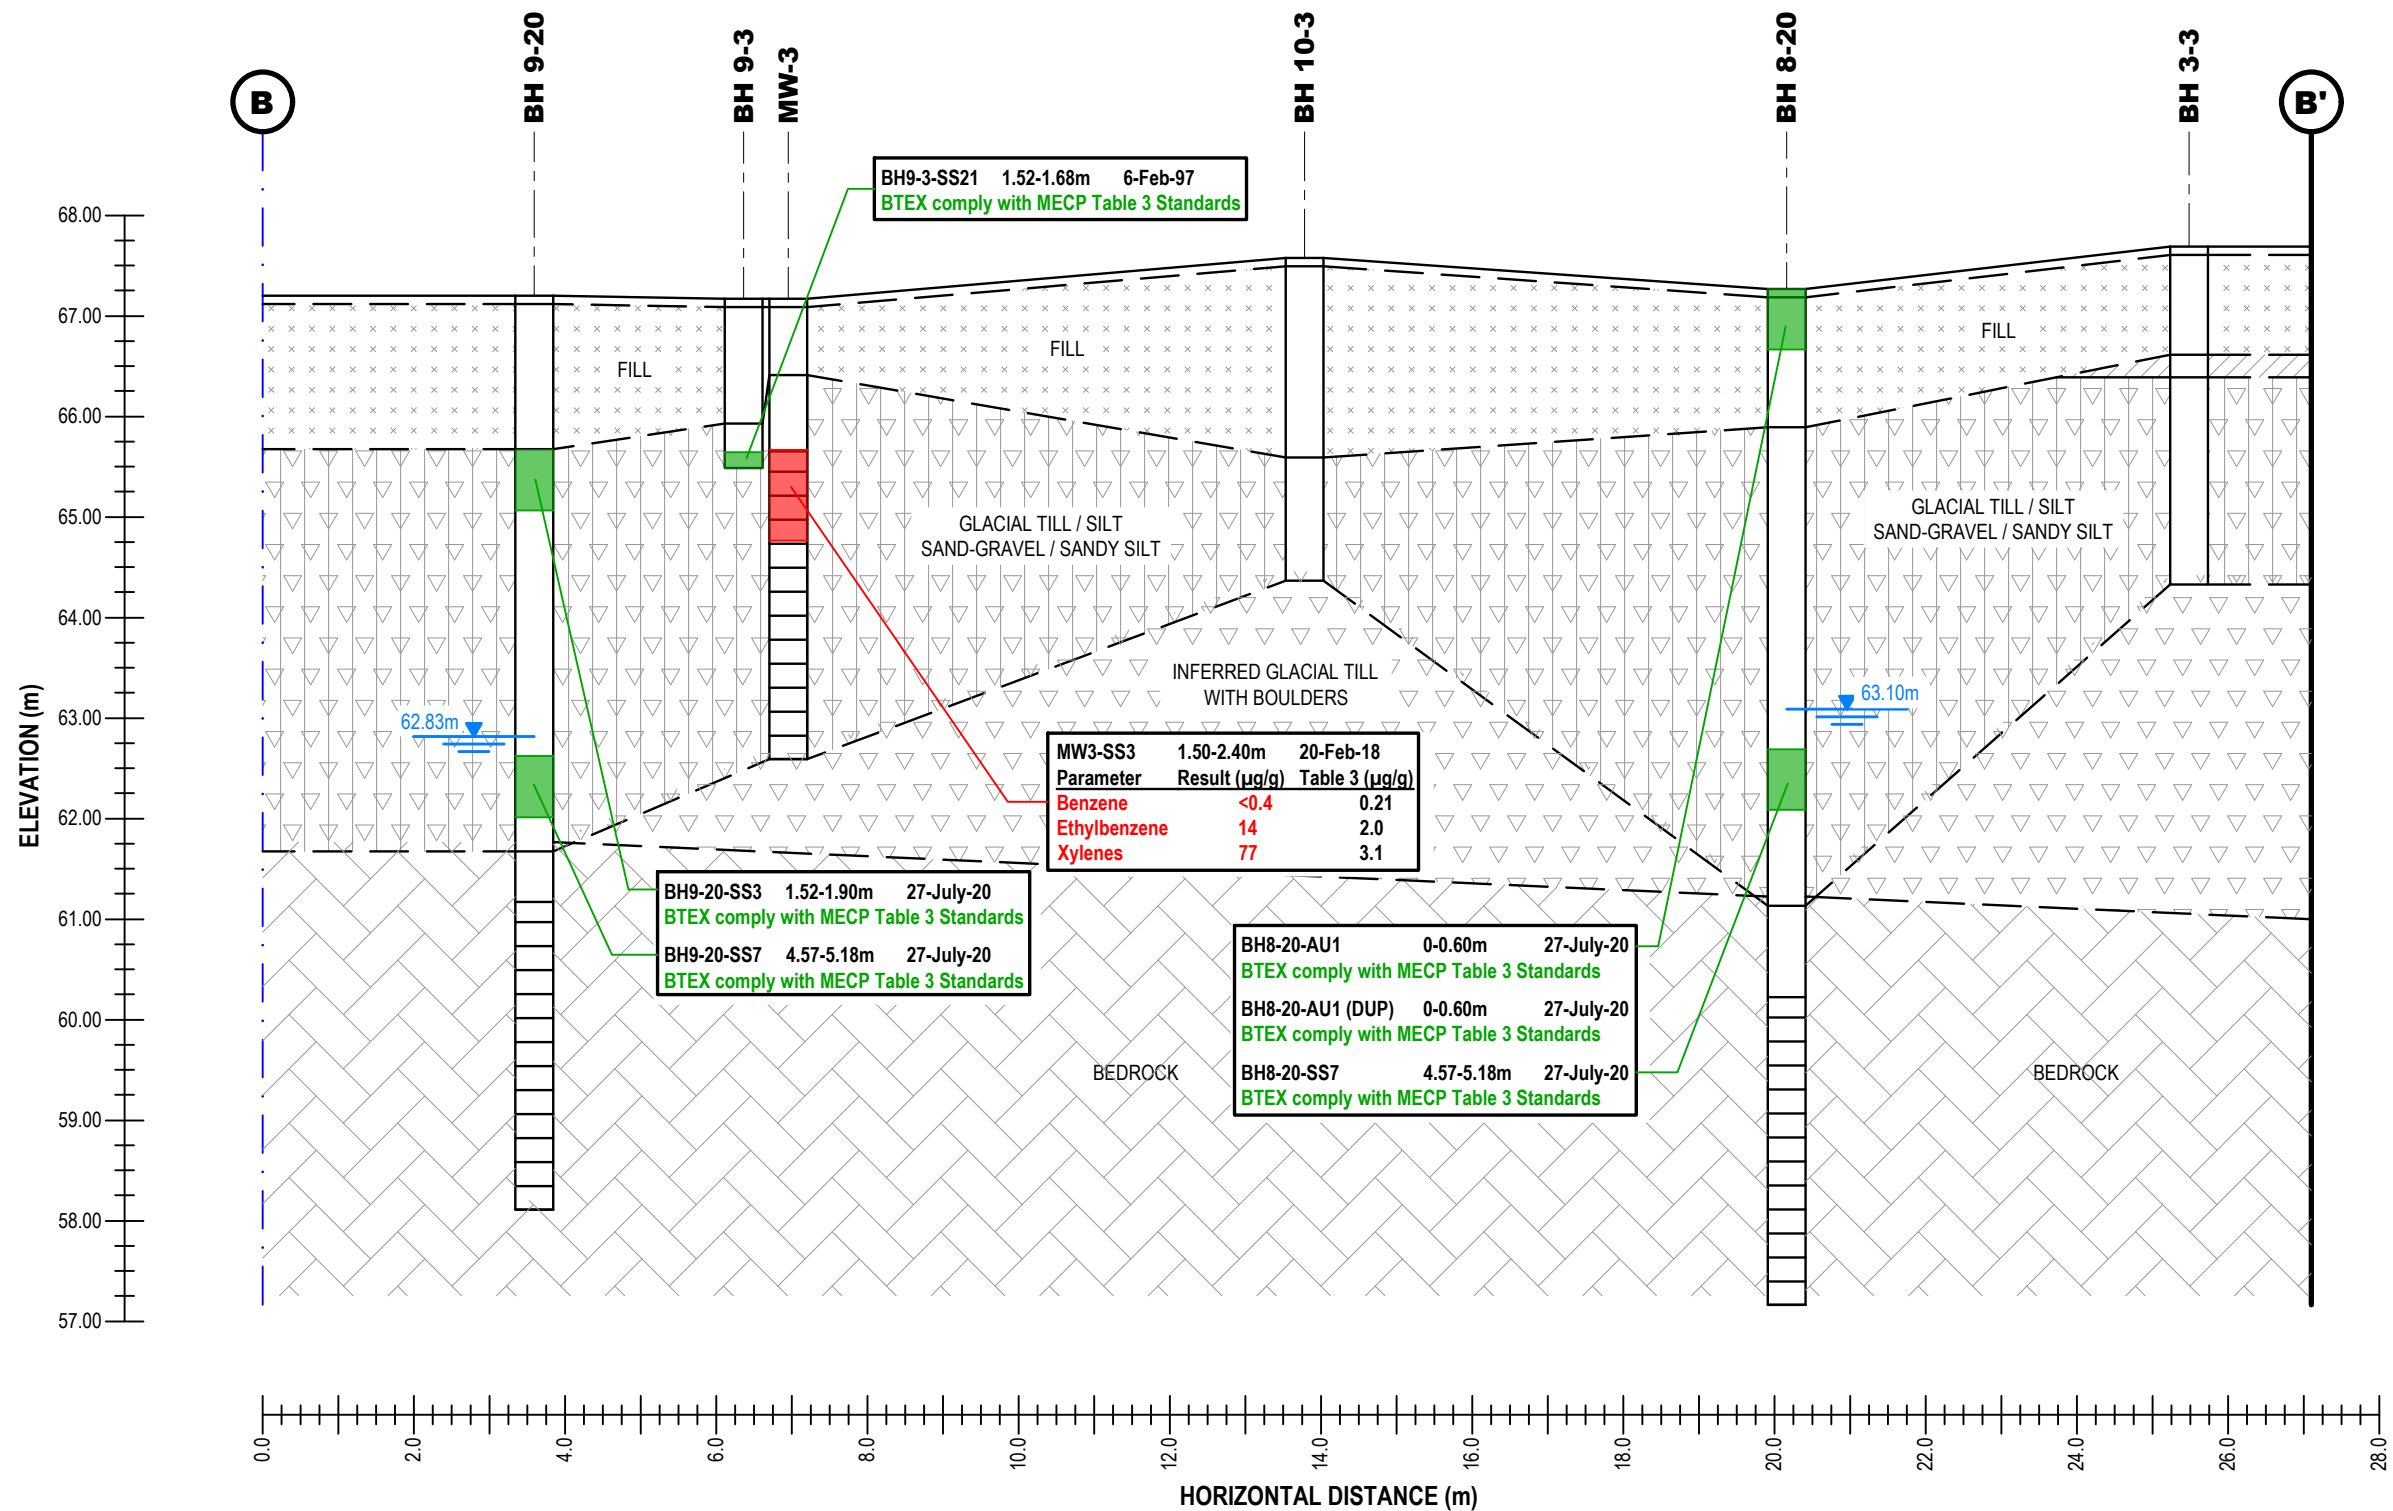 B
BH 9-20
BH 9-3
MW-3
BH 10-3
BH 8-20
BH 3-3
B'
BH9-3-SS21 1.52-1.68m 6-Feb-97
BTEX comply with MECP Table 3 Standards
68.00
67.00
66.00
65.00
64.00
63.00
62.00
61.00
60.00
59.00
58.00
57.00
ELEVATION (m)
FILL
FILL
FILL
GLACIAL TILL / SILT
SAND-GRAVEL / SANDY SILT
GLACIAL TILL / SILT
SAND-GRAVEL / SANDY SILT
INFERRED GLACIAL TILL
WITH BOULDERS
62.83m
63.10m
MW3-SS3 1.50-2.40m 20-Feb-18
Parameter Result (µg/g) Table 3 (µg/g)
Benzene <0.4 0.21
Ethylbenzene 14 2.0
Xylenes 77 3.1
BH9-20-SS3 1.52-1.90m 27-July-20
BTEX comply with MECP Table 3 Standards
BH9-20-SS7 4.57-5.18m 27-July-20
BTEX comply with MECP Table 3 Standards
BH8-20-AU1 0-0.60m 27-July-20
BTEX comply with MECP Table 3 Standards
BH8-20-AU1 (DUP) 0-0.60m 27-July-20
BTEX comply with MECP Table 3 Standards
BH8-20-SS7 4.57-5.18m 27-July-20
BTEX comply with MECP Table 3 Standards
BEDROCK
BEDROCK
0.0
2.0
4.0
6.0
8.0
10.0
12.0
14.0
16.0
18.0
20.0
22.0
24.0
26.0
28.0
HORIZONTAL DISTANCE (m)